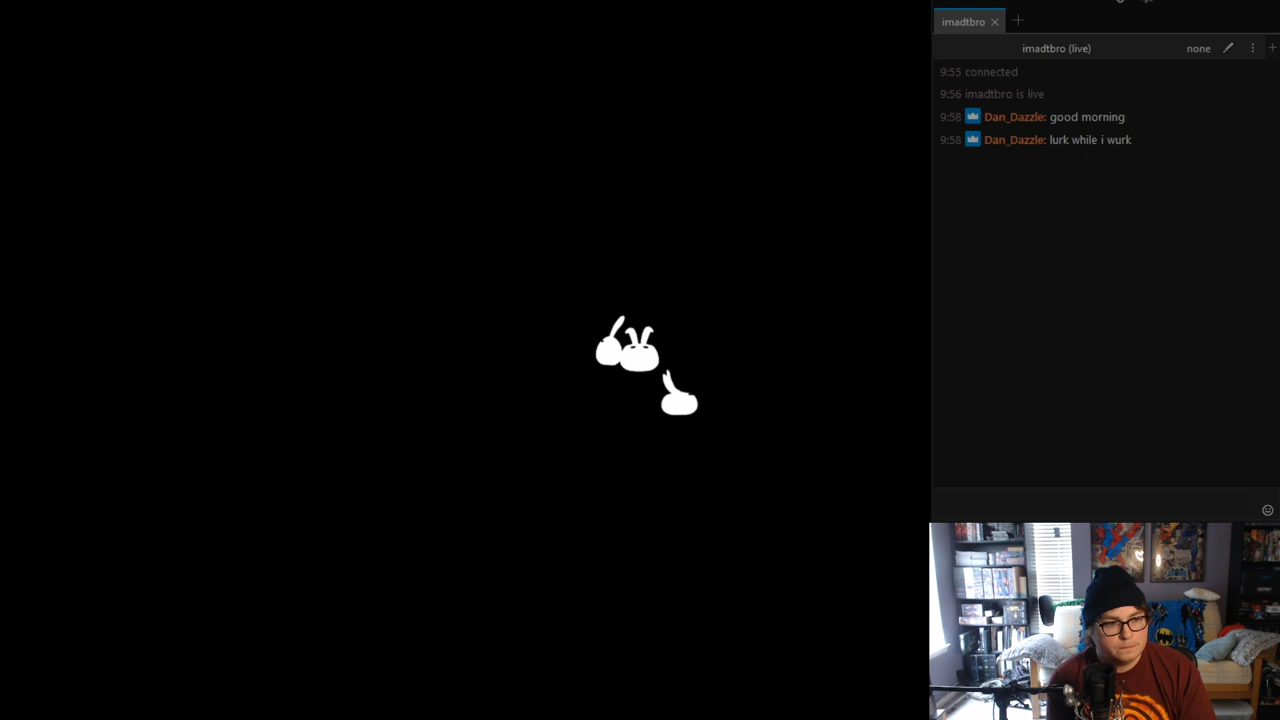 imadtbro
imadtbro (live)
none
9:55 connected
9:56 imadtbro is live
9:58 Dan_Dazzle: good morning
9:58 Dan_Dazzle: lurk while i wurk